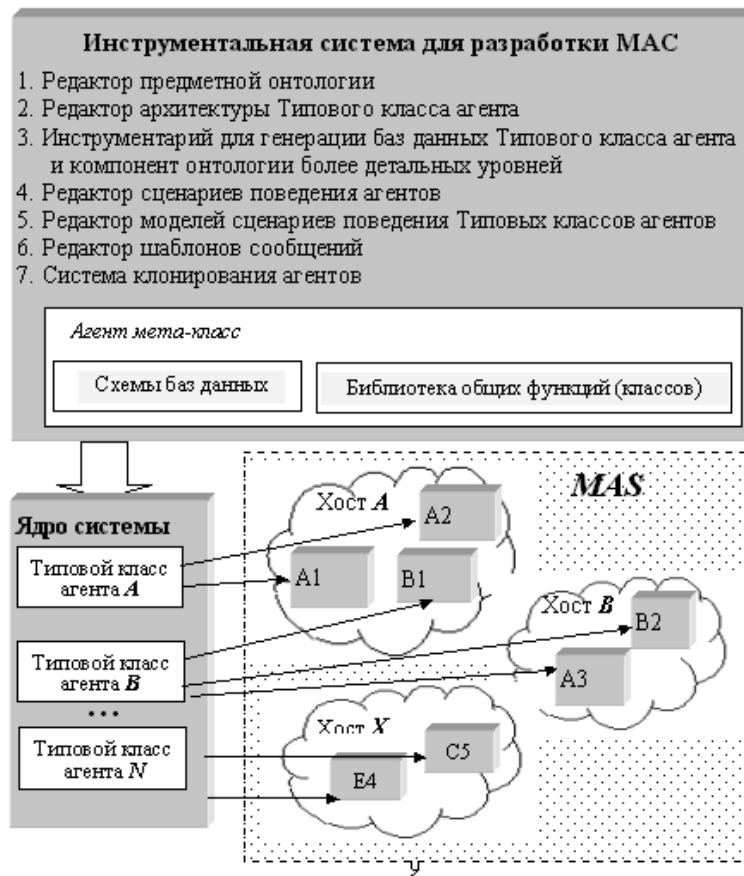 Инструментальная система для разработки МАС
1. Редактор предметной онтологии
2. Редактор архитектуры Типового класса агента
3. Инструментарий для генерации баз данных Типового класса агента
и компонент онтологии более детальных уровней
4. Редактор сценариев поведения агентов
5. Редактор моделей сценариев поведения Типовых классов агентов
6. Редактор шаблонов сообщений
7. Система клонирования агентов
Агент мета-класс
Схемы баз данных
Библиотека общих функций (классов)
MAS
Ядро системы
Типовой класс
агента A
Типовой класс
агента B
...
Типовой класс
агента N
Хост A
A2
A1
B1
Хост B
B2
A3
Хост X
C5
E4